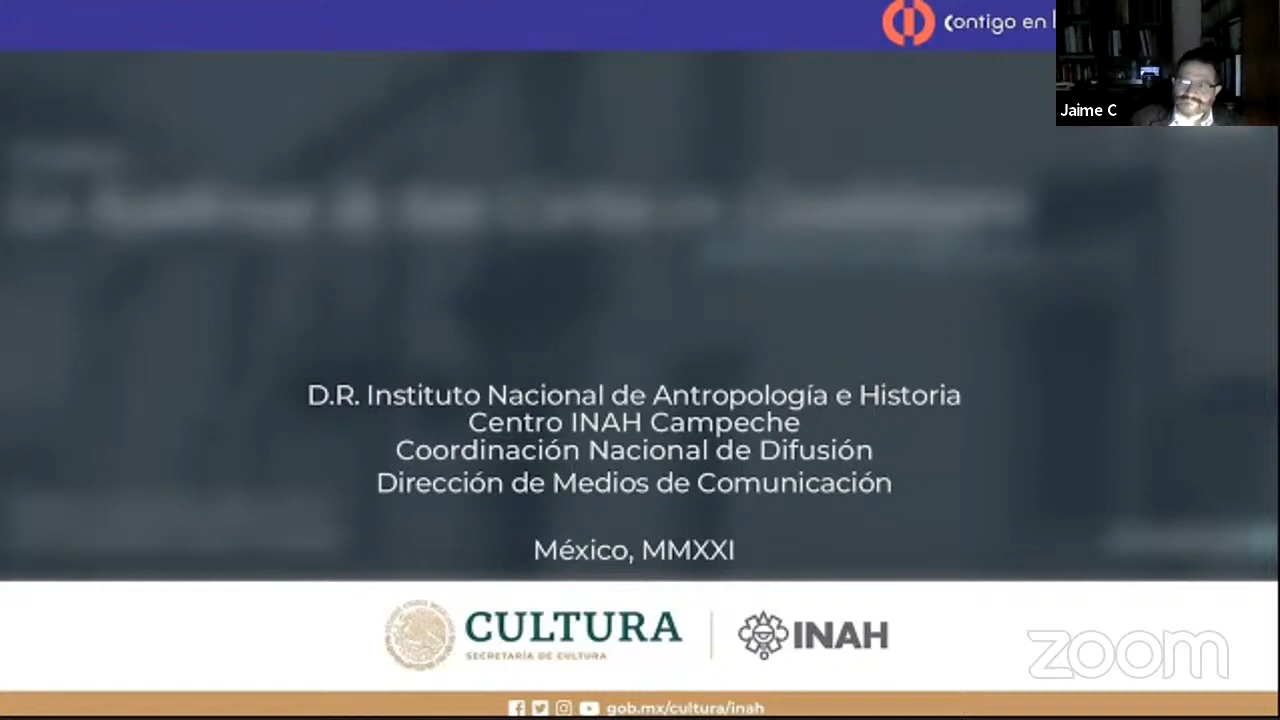 Contigo en
Jaime C
D.R. Instituto Nacional de Antropología e Historia
Centro INAH Campeche
Coordinación Nacional de Difusión
Dirección de Medios de Comunicación
México, MMXXI
CULTURA
SECRETARÍA DE CULTURA
INAH
zoom
gob.mx/cultura/inah